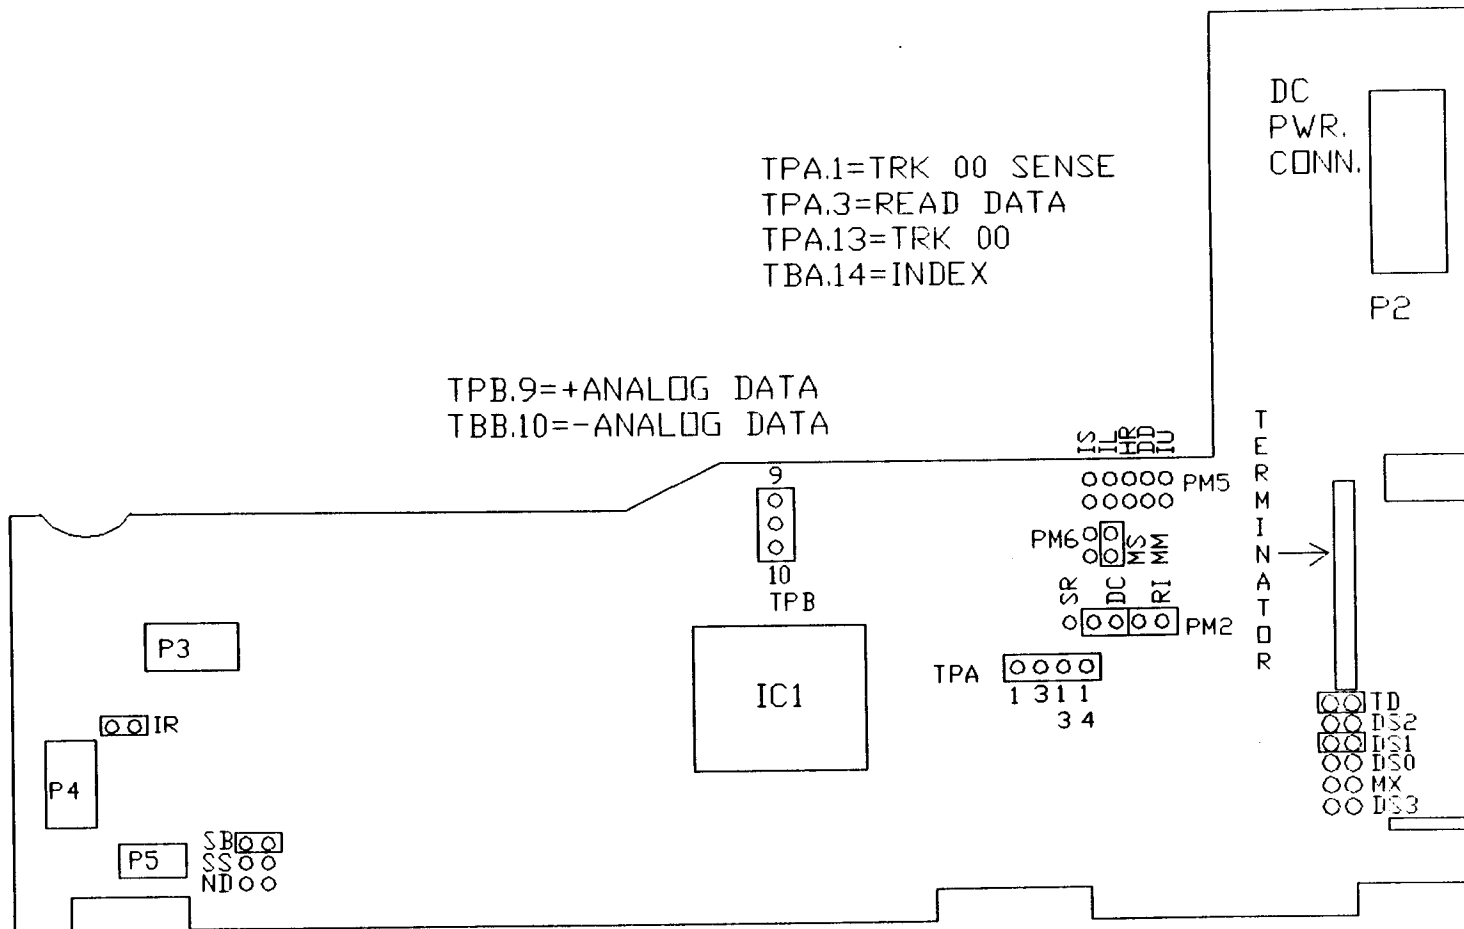 DC
PWR.
CONN.
P2
TPA.1=TRK 00 SENSE
TPA.3=READ DATA
TPA.13=TRK 00
TBA.14=INDEX
TPB.9=+ANALOG DATA
TBB.10=-ANALOG DATA
IS
IL
HR
DD
IU
PM5
PM6
MS
MM
SR
DC
RI
PM2
TERMINATOR
9
10
TPB
TPA
1 3 1 1
3 4
IC1
P3
IR
P4
P5
SB
SS
ND
TD
DS2
DS1
DS0
MX
DS3